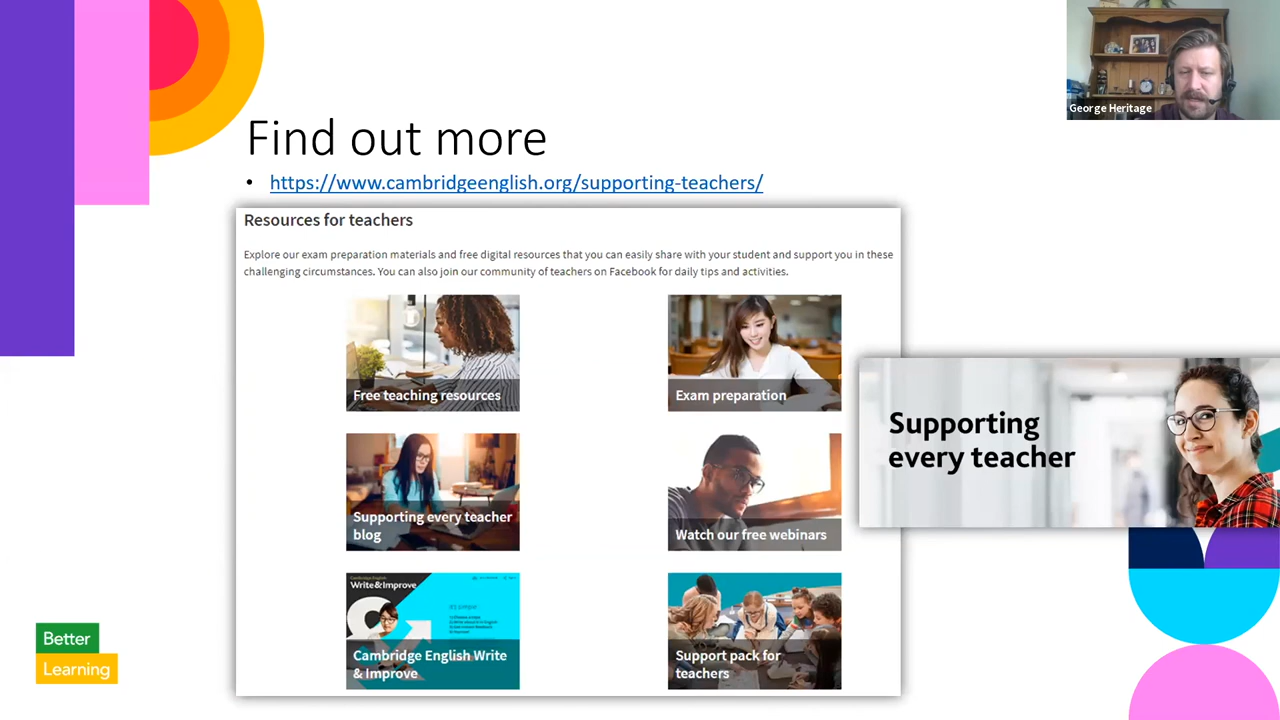 George Heritage
Find out more
• https://www.cambridgeenglish.org/supporting-teachers/
Resources for teachers
Explore our exam preparation materials and free digital resources that you can easily share with your student and support you in these
challenging circumstances. You can also join our community of teachers on Facebook for daily tips and activities.
Free teaching resources
Exam preparation
Supporting every teacher
blog
Watch our free webinars
Supporting
every teacher
Cambridge English
Write & Improve
Cambridge English Write
& Improve
Support pack for
teachers
Better
Learning